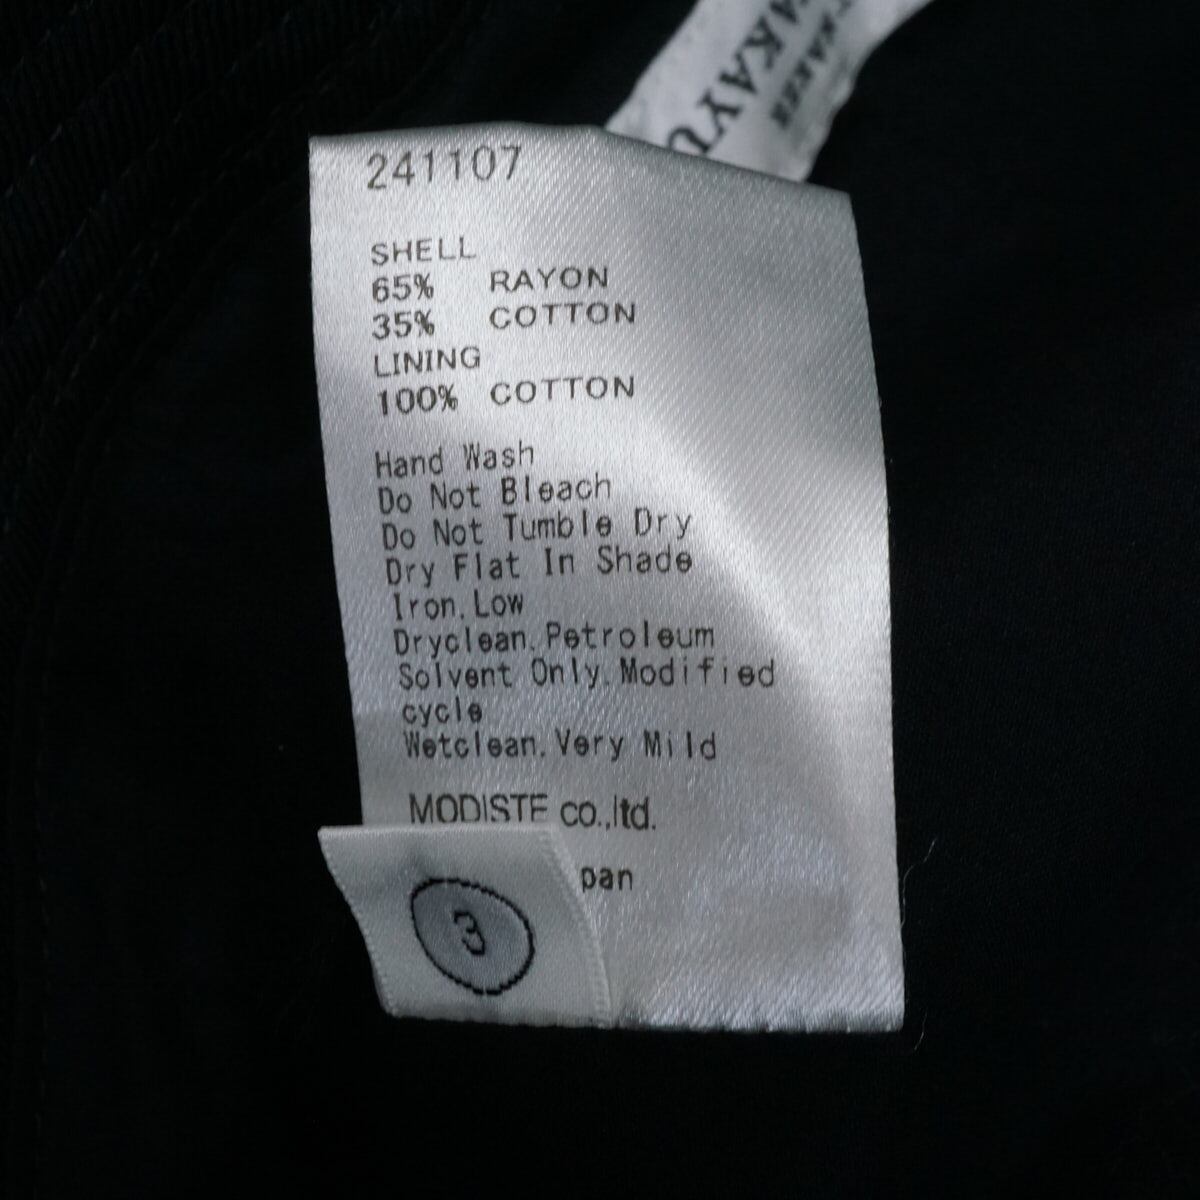 241107
SHELL
65% RAYON
35% COTTON
LINING
100% COTTON
Hand Wash
Do Not Bleach
Do Not Tumble Dry
Dry Flat In Shade
Iron.Low
Dryclean.Petroleum
Solvent Only.Modified
cycle
Wetclean.Very Mild
MODISTE co.,ltd.
pan
3